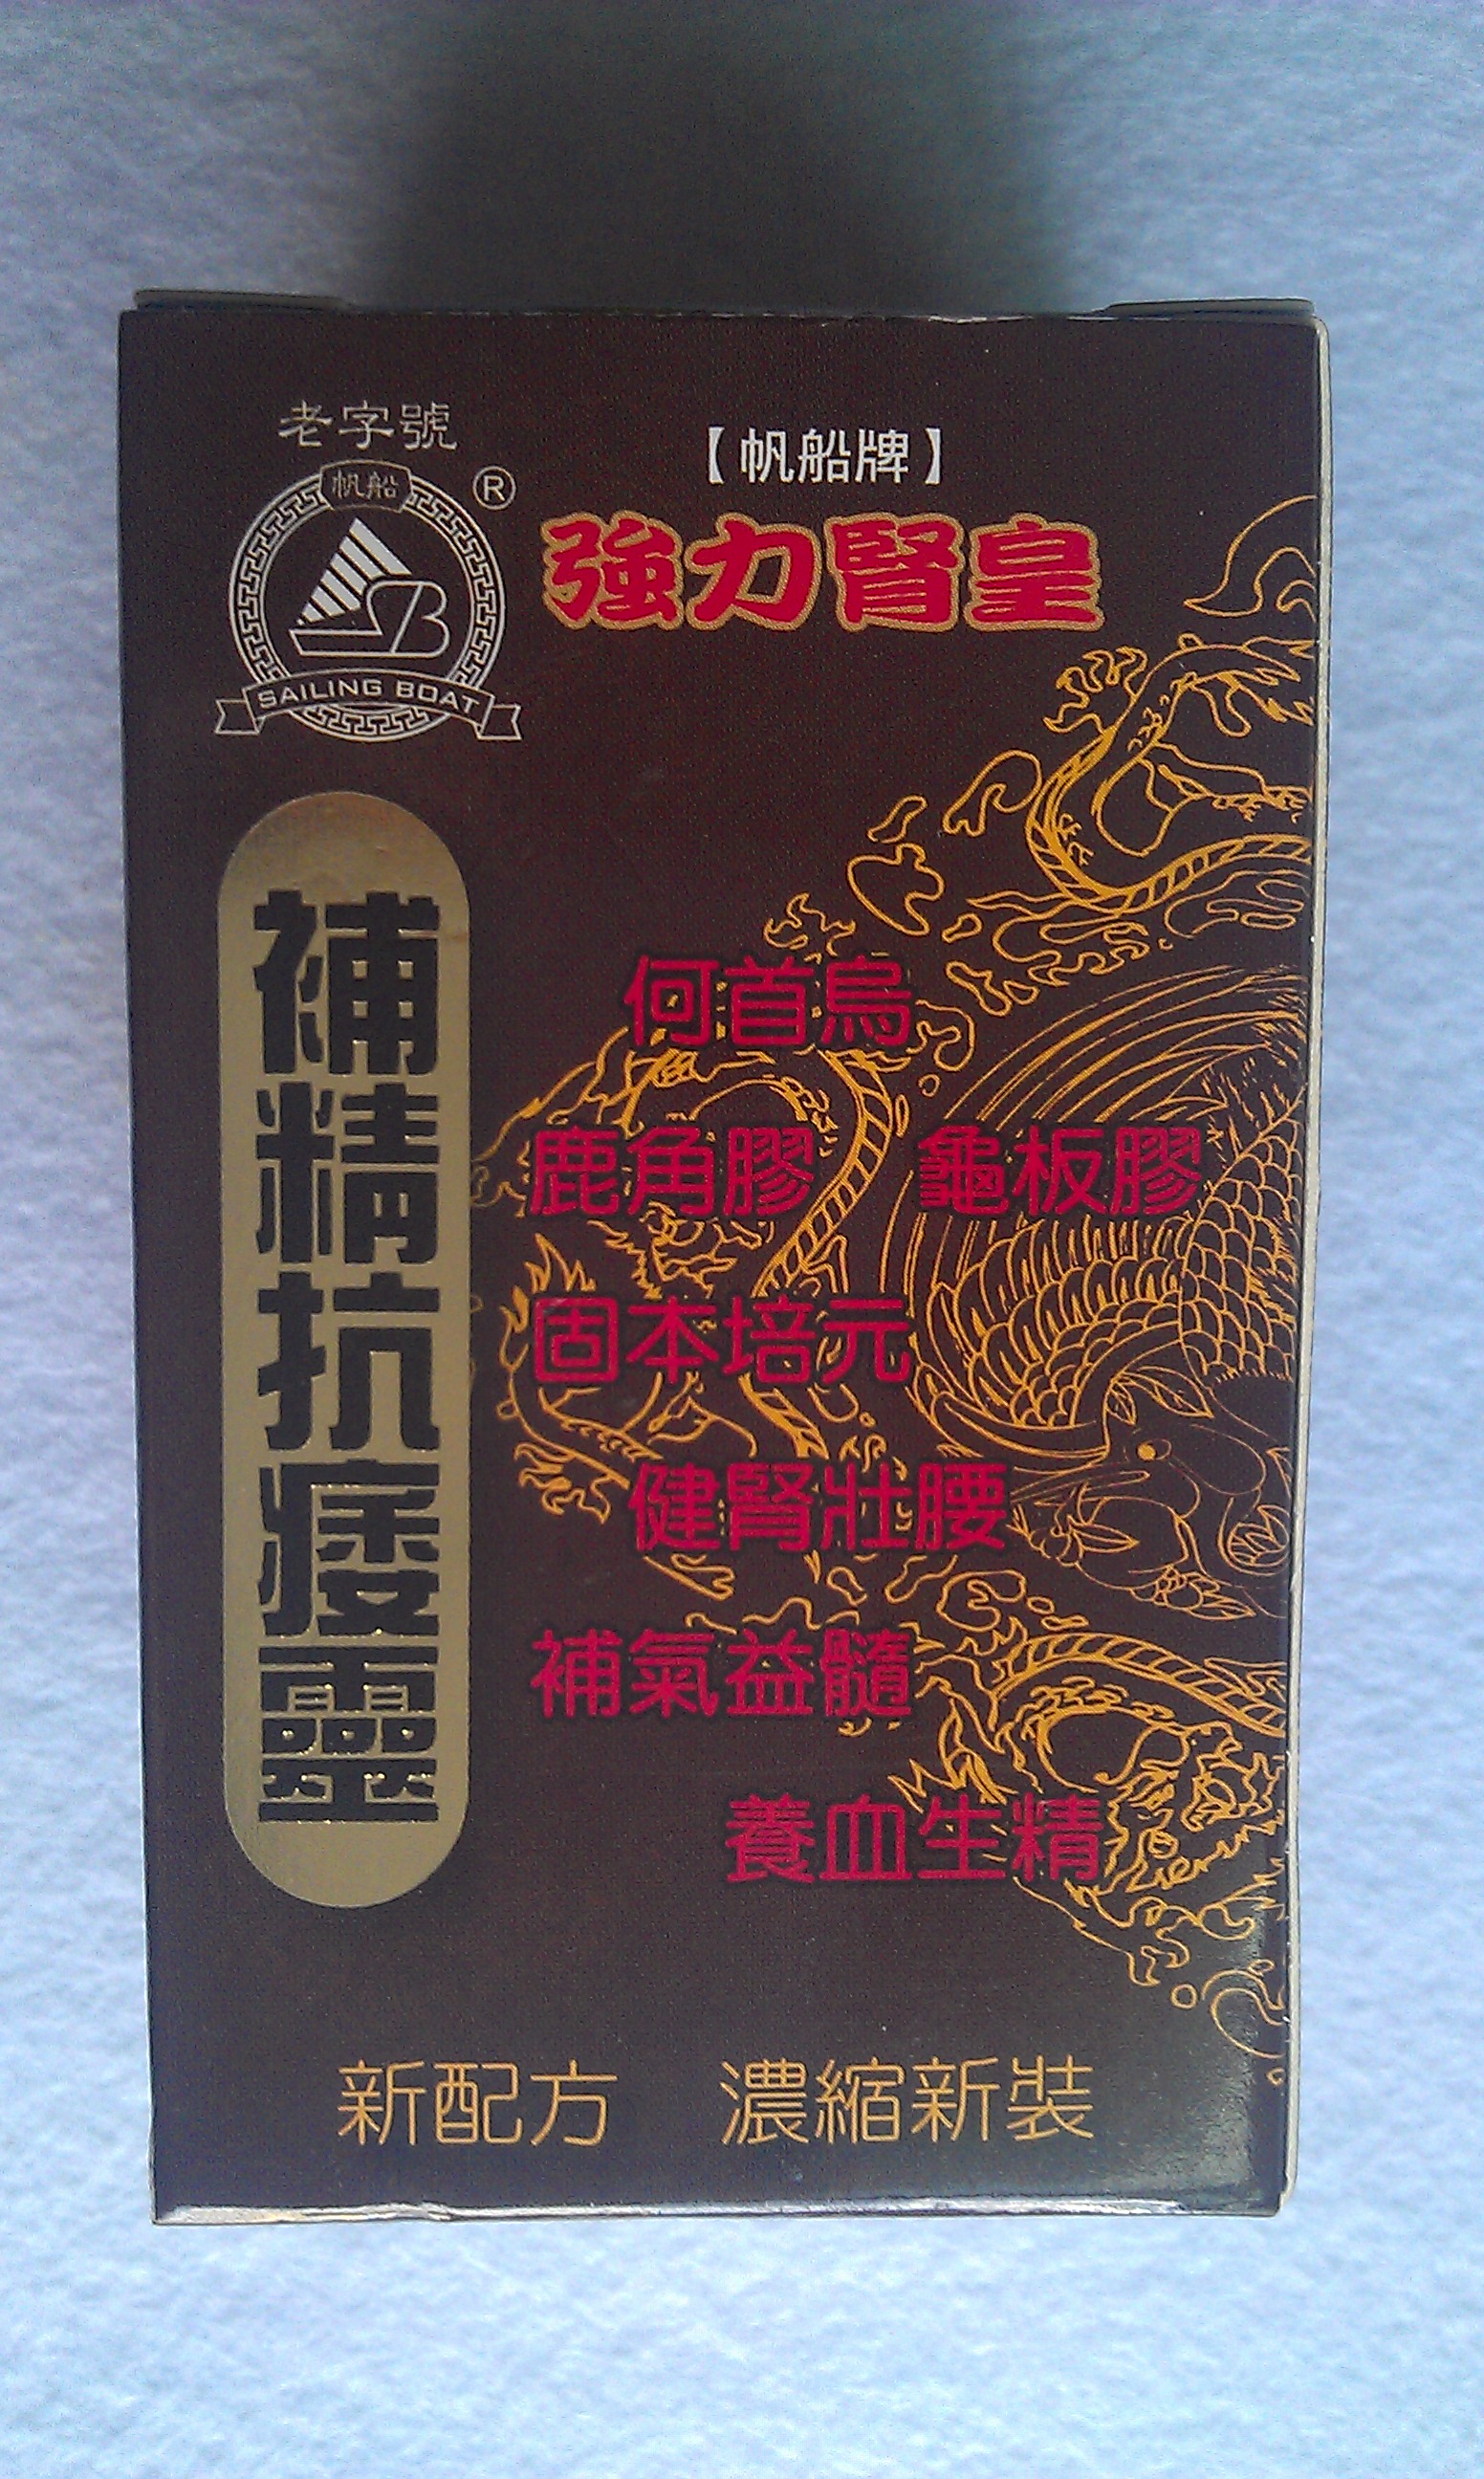 老字號
帆船
®
SAILING BOAT
【帆船牌】
強力腎皇
補精抗痿靈
何首烏
鹿角膠 龜板膠
固本培元
健腎壯腰
補氣益髓
養血生精
新配方 濃縮新裝